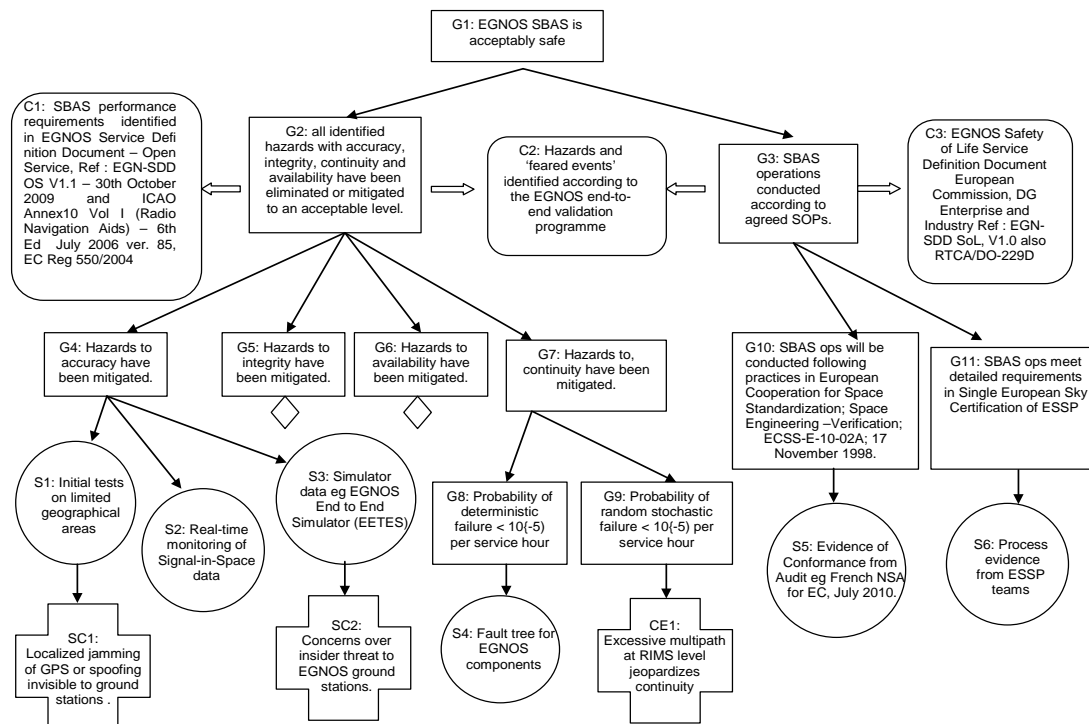 G1: EGNOS SBAS is
acceptably safe
C1: SBAS performance
requirements identified
in EGNOS Service Defi
nition Document – Open
Service, Ref : EGN-SDD
OS V1.1 – 30th October
2009 and ICAO
Annex10 Vol I (Radio
Navigation Aids) – 6th
Ed July 2006 ver. 85,
EC Reg 550/2004
G2: all identified
hazards with accuracy,
integrity, continuity and
availability have been
eliminated or mitigated
to an acceptable level.
C2: Hazards and
‘feared events’
identified according to
the EGNOS end-to-
end validation
programme
G3: SBAS
operations
conducted
according to
agreed SOPs.
C3: EGNOS Safety
of Life Service
Definition Document
European
Commission, DG
Enterprise and
Industry Ref : EGN-
SDD SoL, V1.0 also
RTCA/DO-229D
G4: Hazards to
accuracy have
been mitigated.
G5: Hazards to
integrity have
been mitigated.
G6: Hazards to
availability have
been mitigated.
G7: Hazards to,
continuity have been
mitigated.
G10: SBAS ops will be
conducted following
practices in European
Cooperation for Space
Standardization; Space
Engineering –Verification;
ECSS-E-10-02A; 17
November 1998.
G11: SBAS ops meet
detailed requirements
in Single European Sky
Certification of ESSP
S1: Initial tests
on limited
geographical
areas
S2: Real-time
monitoring of
Signal-in-Space
data
S3: Simulator
data eg EGNOS
End to End
Simulator (EETES)
G8: Probability of
deterministic
failure < 10{-5)
per service hour
G9: Probability of
random stochastic
failure < 10{-5) per
service hour
S5: Evidence of
Conformance from
Audit eg French NSA
for EC, July 2010.
S6: Process
evidence
from ESSP
teams
SC1:
Localized jamming
of GPS or spoofing
invisible to ground
stations .
SC2:
Concerns over
insider threat to
EGNOS ground
stations.
S4: Fault tree for
EGNOS
components
CE1:
Excessive multipath
at RIMS level
jeopardizes
continuity